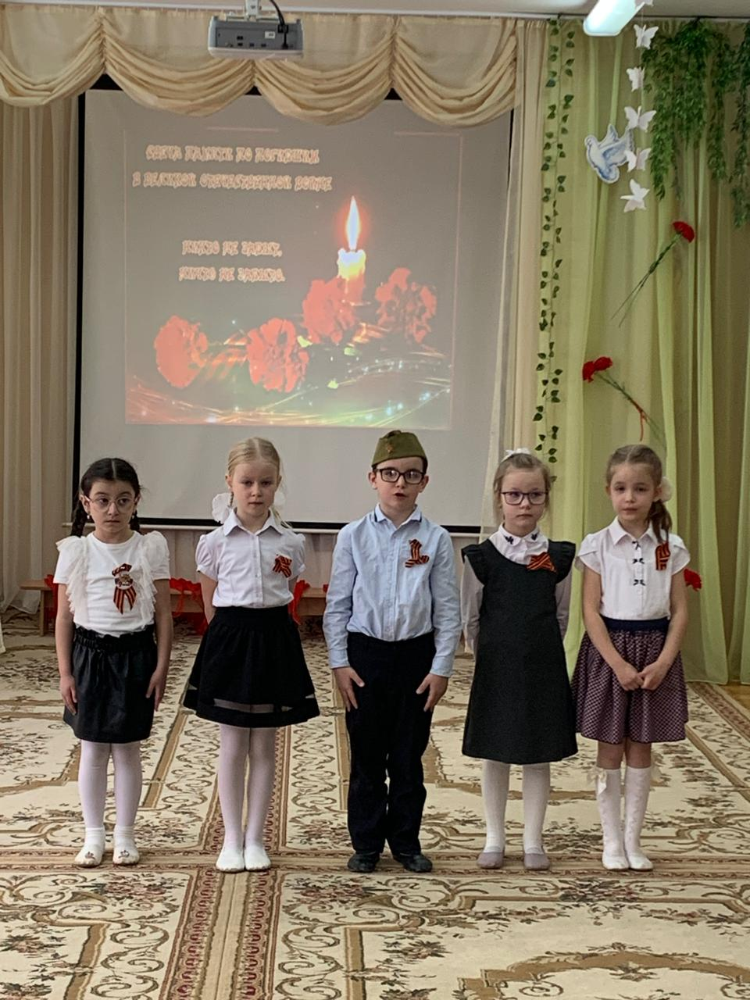 Свеча памяти по погибшим
в Великой Отечественной войне
Никто не забыт,
ничто не забыто.